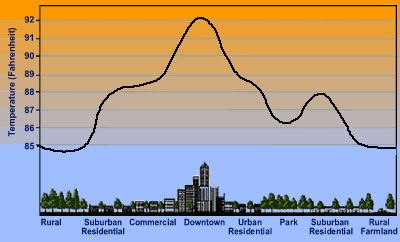 Temperature (Fahrenheit)
92
91
90
89
88
87
86
85
Rural
Suburban
Residential
Commercial
Downtown
Urban
Residential
Park
Suburban
Residential
Rural
Farmland